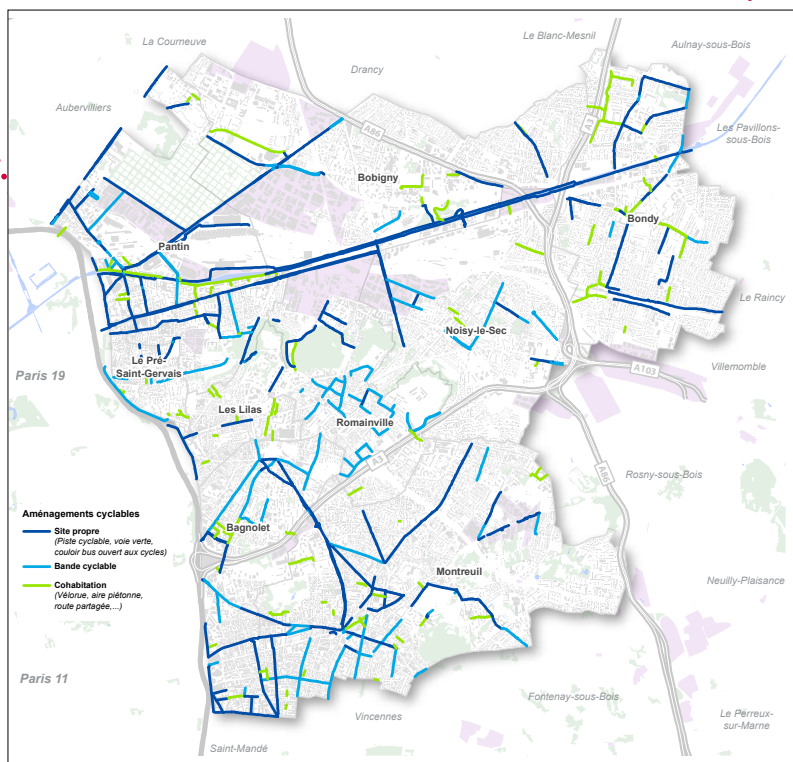 La Courneuve
Le Blanc-Mesnil
Aulnay-sous-Bois
Drancy
Aubervilliers
A3
A86
Les Pavillons-
sous-Bois
Bobigny
Bondy
Pantin
Le Raincy
Noisy-le-Sec
Le Pré-
Saint-Gervais
Villemomble
A103
Paris 19
Les Lilas
Romainville
A3
A86
Rosny-sous-Bois
Aménagements cyclables
Site propre
(Piste cyclable, voie verte,
couloir bus ouvert aux cycles)
Bande cyclable
Cohabitation
(Vélorue, aire piétonne,
route partagée,...)
Bagnolet
Montreuil
Neuilly-Plaisance
Paris 11
Fontenay-sous-Bois
Vincennes
Le Perreux-
sur-Marne
Saint-Mandé